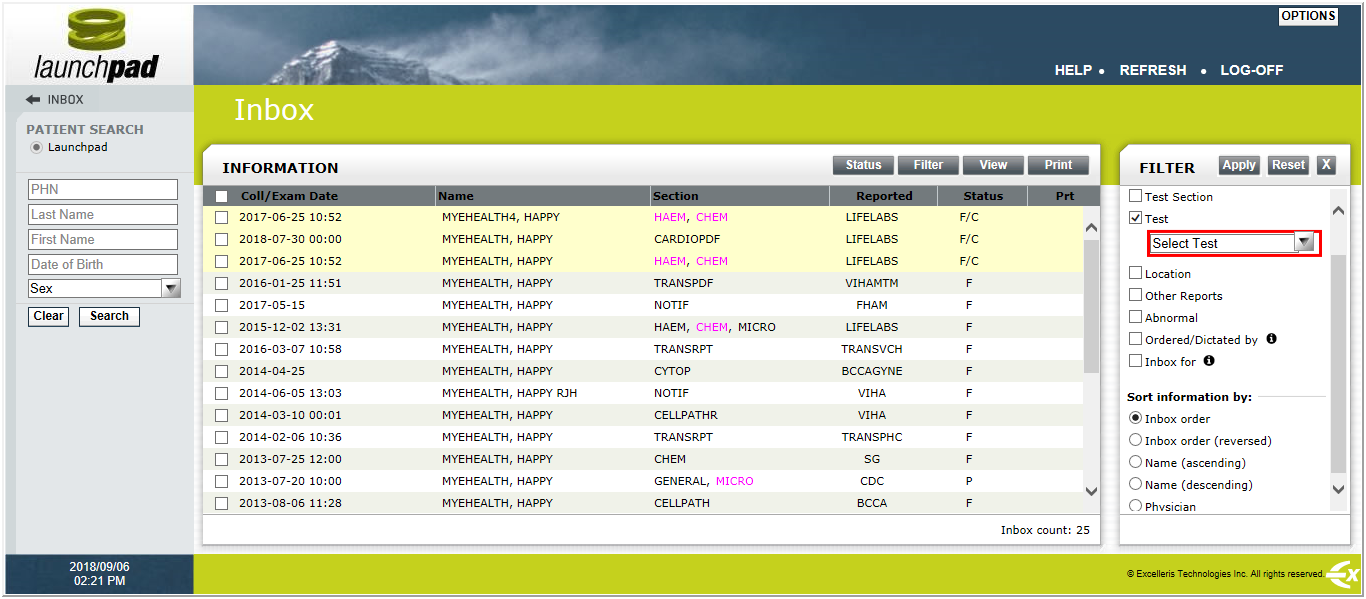 OPTIONS
launchpad
HELP • REFRESH • LOG-OFF
INBOX
Inbox
PATIENT SEARCH
Launchpad
PHN
Last Name
First Name
Date of Birth
Sex
Clear Search
INFORMATION Status Filter View Print
Coll/Exam Date Name Section Reported Status Prt
2017-06-25 10:52 MYEHEALTH4, HAPPY HAEM, CHEM LIFELABS F/C
2018-07-30 00:00 MYEHEALTH, HAPPY CARDIOPDF LIFELABS F/C
2017-06-25 10:52 MYEHEALTH, HAPPY HAEM, CHEM LIFELABS F/C
2016-01-25 11:51 MYEHEALTH, HAPPY TRANSPDF VIHAMTM F
2017-05-15 MYEHEALTH, HAPPY NOTIF FHAM F
2015-12-02 13:31 MYEHEALTH, HAPPY HAEM, CHEM, MICRO LIFELABS F
2016-03-07 10:58 MYEHEALTH, HAPPY TRANSRPT TRANSVCH F
2014-04-25 MYEHEALTH, HAPPY CYTOP BCCAGYNE F
2014-06-05 13:03 MYEHEALTH, HAPPY RJH NOTIF VIHA F
2014-03-10 00:01 MYEHEALTH, HAPPY CELLPATHR VIHA F
2014-02-06 10:36 MYEHEALTH, HAPPY TRANSRPT TRANSPHC F
2013-07-25 12:00 MYEHEALTH, HAPPY CHEM SG F
2013-07-20 10:00 MYEHEALTH, HAPPY GENERAL, MICRO CDC P
2013-08-06 11:28 MYEHEALTH, HAPPY CELLPATH BCCA F
Inbox count: 25
FILTER Apply Reset X
Test Section
Test
Select Test
Location
Other Reports
Abnormal
Ordered/Dictated by
Inbox for
Sort information by:
Inbox order
Inbox order (reversed)
Name (ascending)
Name (descending)
Physician
2018/09/06
02:21 PM
© Excelleris Technologies Inc. All rights reserved.